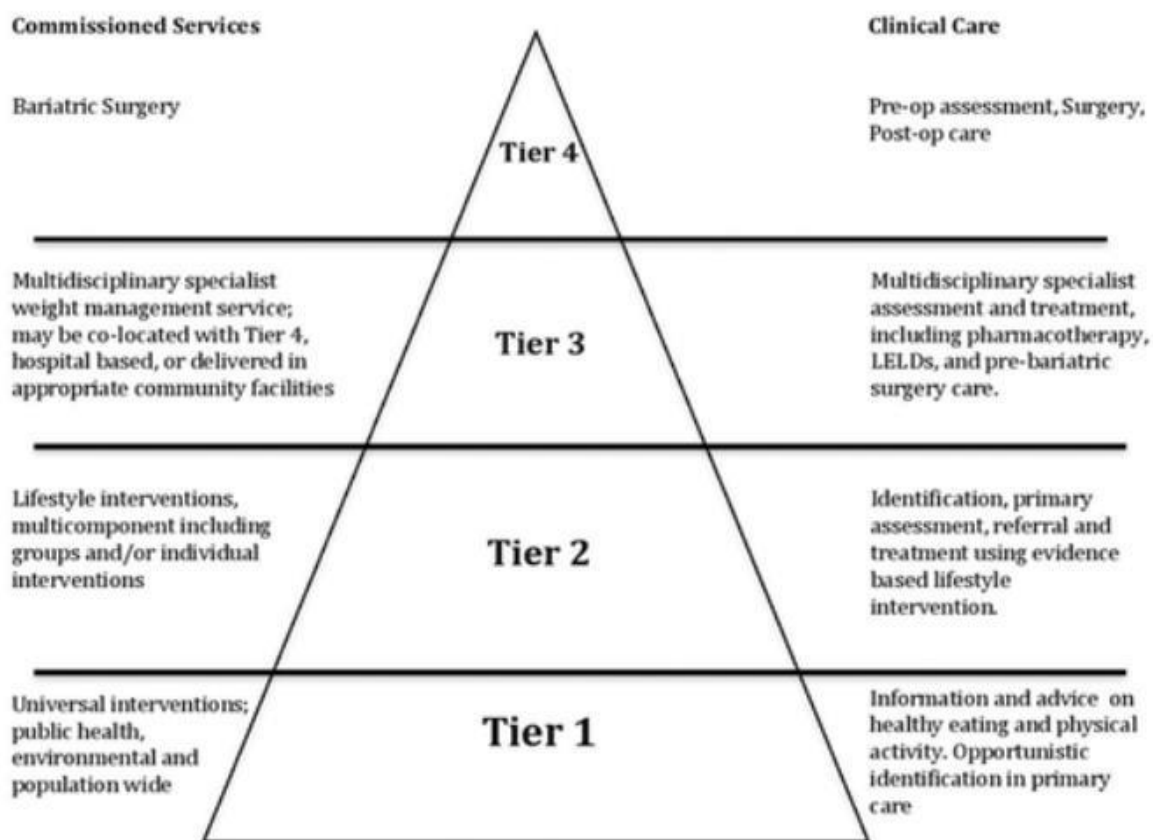 Commissioned Services
Clinical Care
Bariatric Surgery
Pre-op assessment, Surgery,
Post-op care
Tier 4
Multidisciplinary specialist
weight management service;
may be co-located with Tier 4,
hospital based, or delivered in
appropriate community facilities
Tier 3
Multidisciplinary specialist
assessment and treatment,
including pharmacotherapy,
LELDs, and pre-bariatric
surgery care.
Lifestyle interventions,
multicomponent including
groups and/or individual
interventions
Tier 2
Identification, primary
assessment, referral and
treatment using evidence
based lifestyle
intervention.
Universal interventions;
public health,
environmental and
population wide
Tier 1
Information and advice on
healthy eating and physical
activity. Opportunistic
identification in primary
care